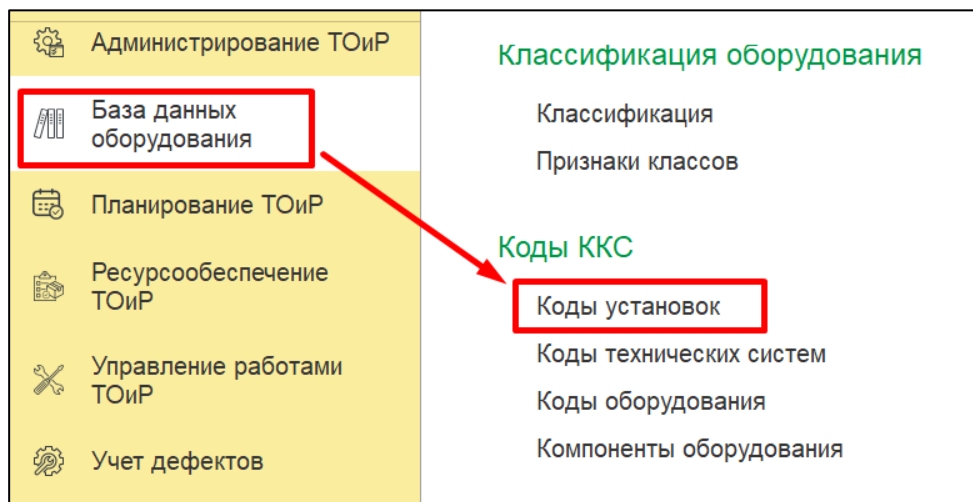 Администрирование ТОиР
База данных
оборудования
Планирование ТОиР
Ресурсообеспечение
ТОиР
Управление работами
ТОиР
Учет дефектов
Классификация оборудования
Классификация
Признаки классов
Коды ККС
Коды установок
Коды технических систем
Коды оборудования
Компоненты оборудования